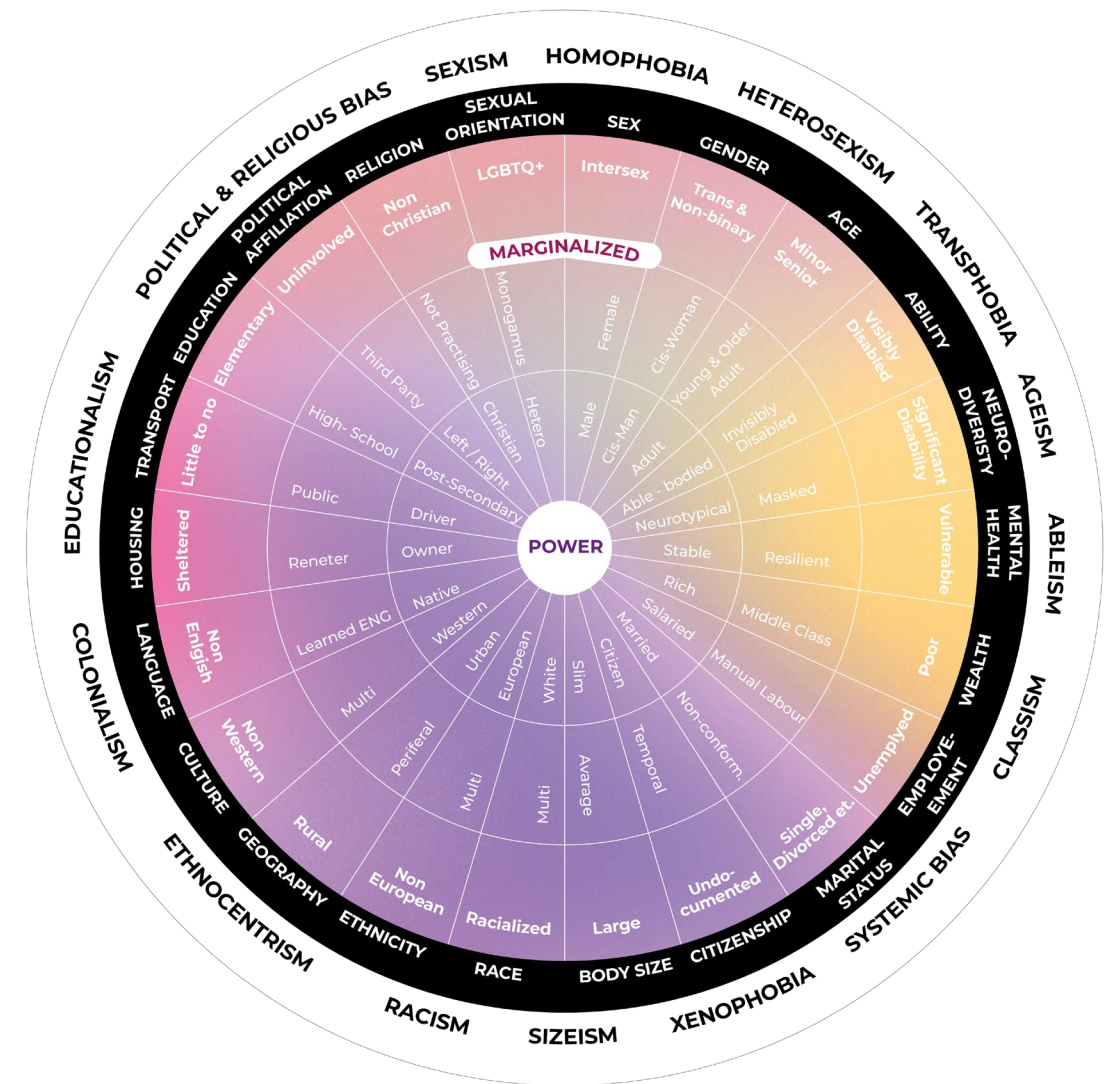 HOMOPHOBIA
HETEROSEXISM
TRANSPHOBIA
AGEISM
ABLEISM
CLASSISM
SYSTEMIC BIAS
XENOPHOBIA
SIZEISM
RACISM
ETHNOCENTRISM
COLONIALISM
EDUCATIONALISM
POLITICAL & RELIGIOUS BIAS
SEXISM
SEX
GENDER
AGE
ABILITY
NEURO-
DIVERISTY
MENTAL
HEALTH
WEALTH
EMPLOYE-
EMENT
MARITAL
STATUS
CITIZENSHIP
BODY SIZE
RACE
ETHNICITY
GEOGRAPHY
CULTURE
LANGUAGE
HOUSING
TRANSPORT
EDUCATION
POLITICAL
AFFILIATION
RELIGION
SEXUAL
ORIENTATION
Intersex
Trans &
Non-binary
Minor
Senior
Visibly
Disabled
Significant
Disability
Vulnerable
Poor
Unemplyed
Single,
Divorced et.
Undo-
cumented
Large
Racialized
Non
European
Rural
Non
Western
Non
Enlgish
Sheltered
Little to no
Elementary
Uninvolved
Non
Christian
LGBTQ+
MARGINALIZED
Female
Cis-Woman
Young & Older
Adult
Invisibly
Disabled
Masked
Resilient
Middle Class
Manual Labour
Non-conform.
Temporal
Avarage
Multi
Multi
Periferal
Multi
Learned ENG
Reneter
Public
High- School
Third Party
Not Practising
Monogamus
Male
Cis-Man
Adult
Able - bodied
Neurotypical
Stable
Rich
Salaried
Married
Citizen
Slim
White
European
Urban
Western
Native
Owner
Driver
Post-Secondary
Left / Right
Christian
Hetero
POWER